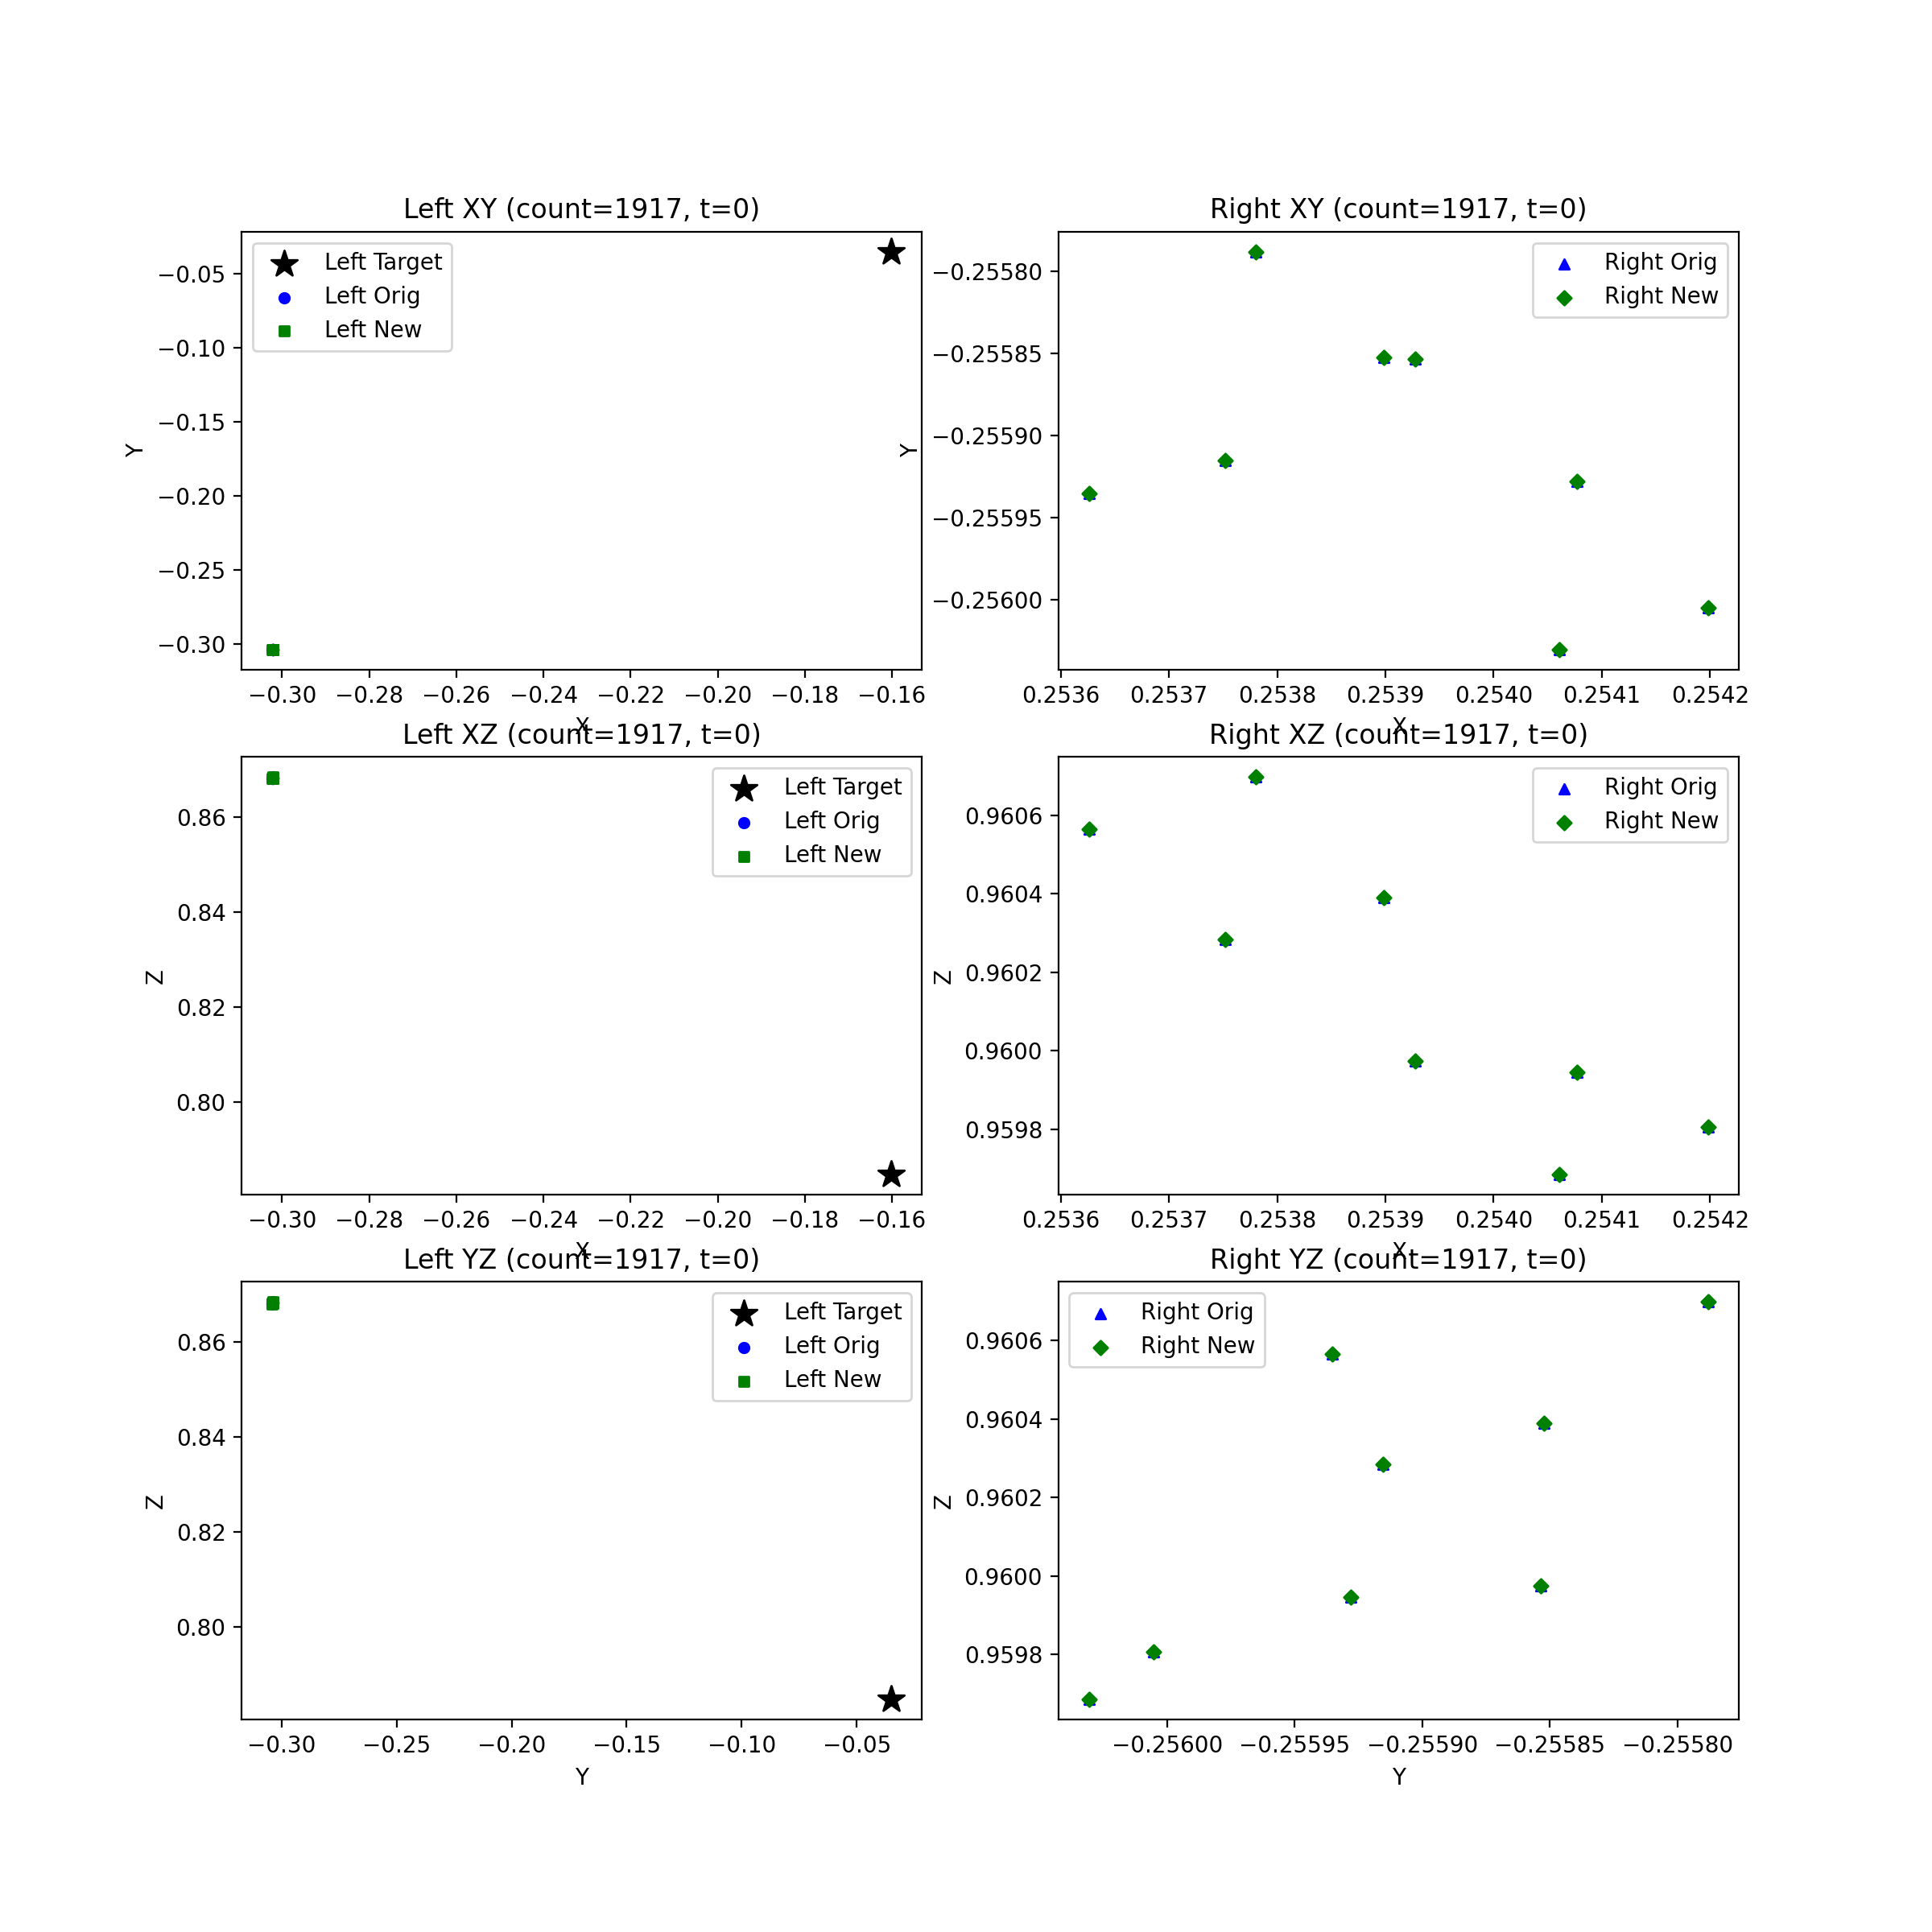 Left XY (count=1917, t=0)
Left Target
Left Orig
Left New
Y
−0.05
−0.10
−0.15
−0.20
−0.25
−0.30
−0.30 −0.28 −0.26 −0.24 −0.22 −0.20 −0.18 −0.16
X
Right XY (count=1917, t=0)
Right Orig
Right New
Y
−0.25580
−0.25585
−0.25590
−0.25595
−0.25600
0.2536 0.2537 0.2538 0.2539 0.2540 0.2541 0.2542
X
Left XZ (count=1917, t=0)
Left Target
Left Orig
Left New
Z
0.86
0.84
0.82
0.80
−0.30 −0.28 −0.26 −0.24 −0.22 −0.20 −0.18 −0.16
X
Right XZ (count=1917, t=0)
Right Orig
Right New
Z
0.9606
0.9604
0.9602
0.9600
0.9598
0.2536 0.2537 0.2538 0.2539 0.2540 0.2541 0.2542
X
Left YZ (count=1917, t=0)
Left Target
Left Orig
Left New
Z
0.86
0.84
0.82
0.80
−0.30 −0.25 −0.20 −0.15 −0.10 −0.05
Y
Right YZ (count=1917, t=0)
Right Orig
Right New
Z
0.9606
0.9604
0.9602
0.9600
0.9598
−0.25600 −0.25595 −0.25590 −0.25585 −0.25580
Y